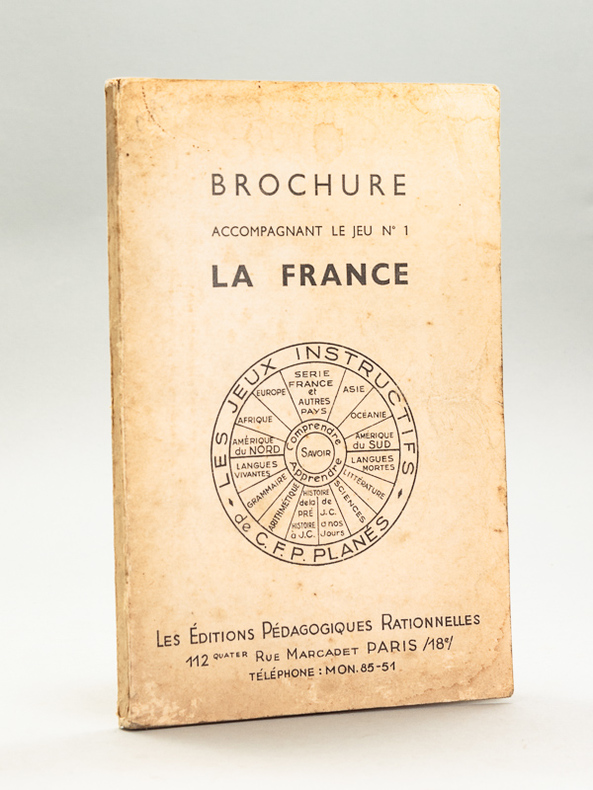 BROCHURE
ACCOMPAGNANT LE JEU N° 1
LA FRANCE
LES JEUX INSTRUCTIFS
de C.F.P. PLANÉS
SERIE
FRANCE
et
AUTRES
PAYS
ASIE
OCÉANIE
AMÉRIQUE
du SUD
LANGUES
MORTES
LITTÉRATURE
SCIENCES
HISTOIRE
de J.C.
à nos
Jours
HISTOIRE
de la
PRÉ
HISTOIRE
à J.C.
ARITHMÉTIQUE
GRAMMAIRE
LANGUES
VIVANTES
AMÉRIQUE
du NORD
AFRIQUE
EUROPE
Comprendre
SAVOIR
Apprendre
LES ÉDITIONS PÉDAGOGIQUES RATIONNELLES
112 QUATER RUE MARCADET PARIS /18e/
TÉLÉPHONE : MON. 85-51